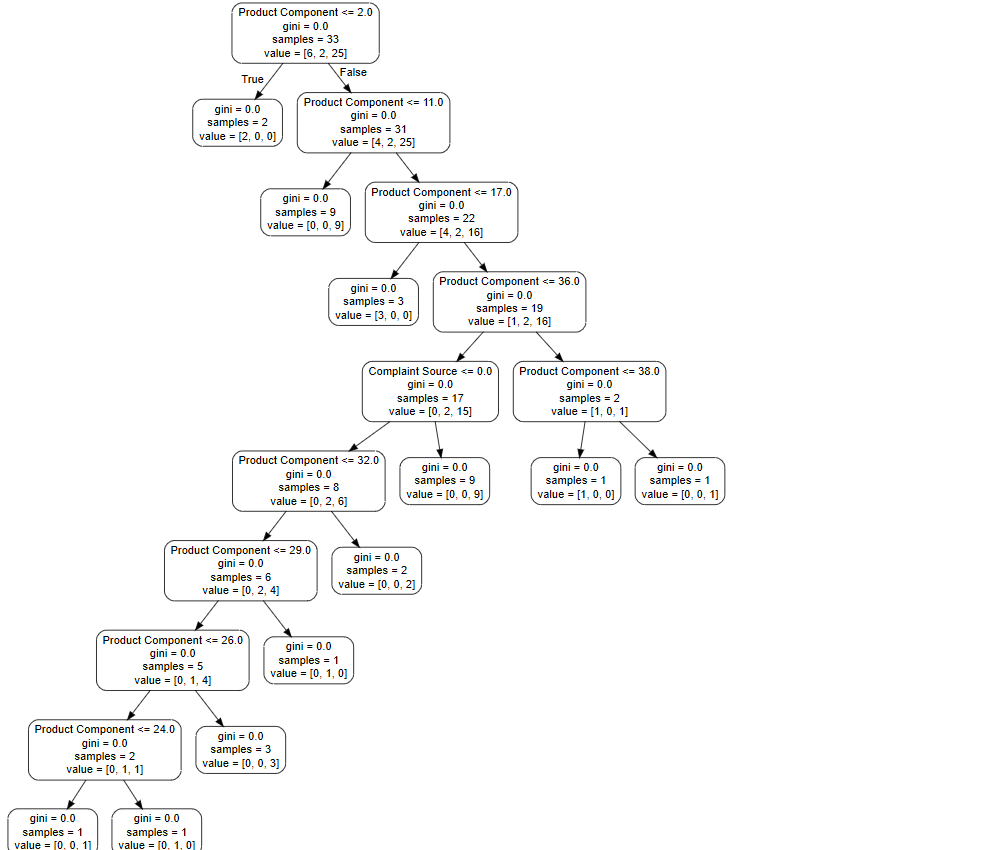 Product Component <= 2.0
gini = 0.0
samples = 33
value = [6, 2, 25]
True
False
gini = 0.0
samples = 2
value = [2, 0, 0]
Product Component <= 11.0
gini = 0.0
samples = 31
value = [4, 2, 25]
gini = 0.0
samples = 9
value = [0, 0, 9]
Product Component <= 17.0
gini = 0.0
samples = 22
value = [4, 2, 16]
gini = 0.0
samples = 3
value = [3, 0, 0]
Product Component <= 36.0
gini = 0.0
samples = 19
value = [1, 2, 16]
Complaint Source <= 0.0
gini = 0.0
samples = 17
value = [0, 2, 15]
Product Component <= 38.0
gini = 0.0
samples = 2
value = [1, 0, 1]
Product Component <= 32.0
gini = 0.0
samples = 8
value = [0, 2, 6]
gini = 0.0
samples = 9
value = [0, 0, 9]
gini = 0.0
samples = 1
value = [1, 0, 0]
gini = 0.0
samples = 1
value = [0, 0, 1]
Product Component <= 29.0
gini = 0.0
samples = 6
value = [0, 2, 4]
gini = 0.0
samples = 2
value = [0, 0, 2]
Product Component <= 26.0
gini = 0.0
samples = 5
value = [0, 1, 4]
gini = 0.0
samples = 1
value = [0, 1, 0]
Product Component <= 24.0
gini = 0.0
samples = 2
value = [0, 1, 1]
gini = 0.0
samples = 3
value = [0, 0, 3]
gini = 0.0
samples = 1
value = [0, 0, 1]
gini = 0.0
samples = 1
value = [0, 1, 0]